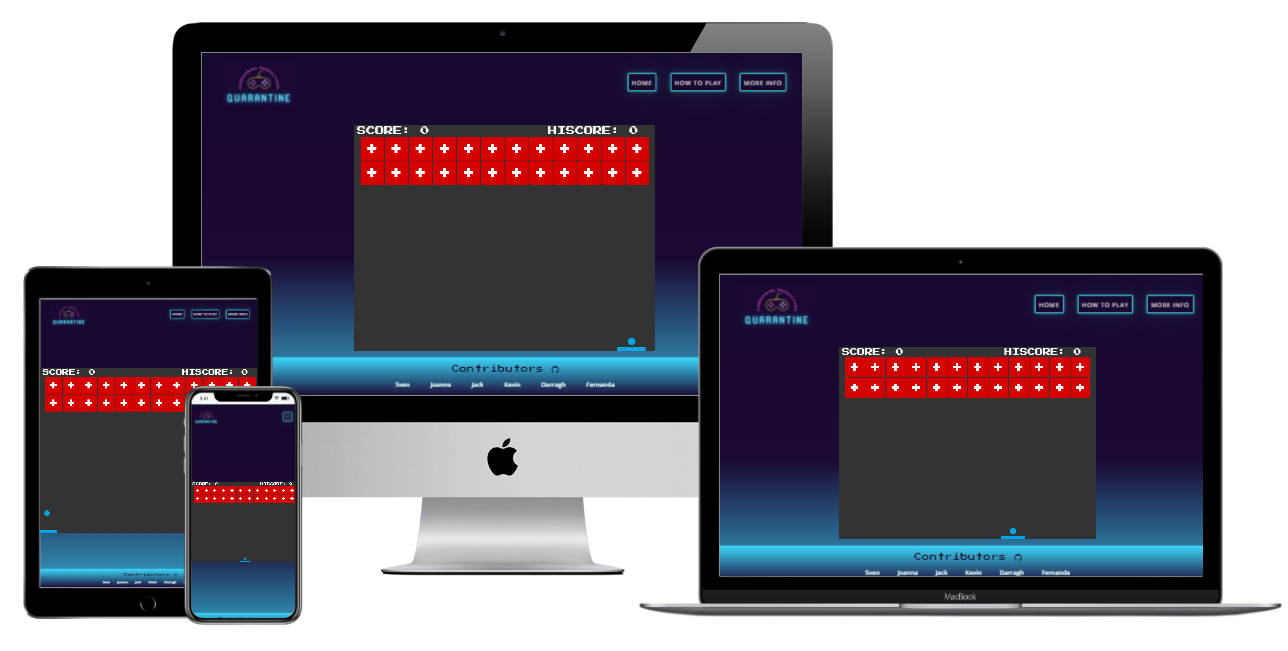 QUARANTINE
HOME HOW TO PLAY MORE INFO
SCORE: 0 HISCORE: 0
Contributors
Sven Joanna Jack Kevin Darragh Fernanda
QUARANTINE
HOME HOW TO PLAY MORE INFO
SCORE: 0 HISCORE: 0
Contributors
Sven Joanna Jack Kevin Darragh Fernanda
MacBook
QUARANTINE
HOME HOW TO PLAY MORE INFO
SCORE: 0 HISCORE: 0
Contributors
Sven Joanna Jack Kevin Darragh
9:41
QUARANTINE
SCORE: 0 HISCORE: 0